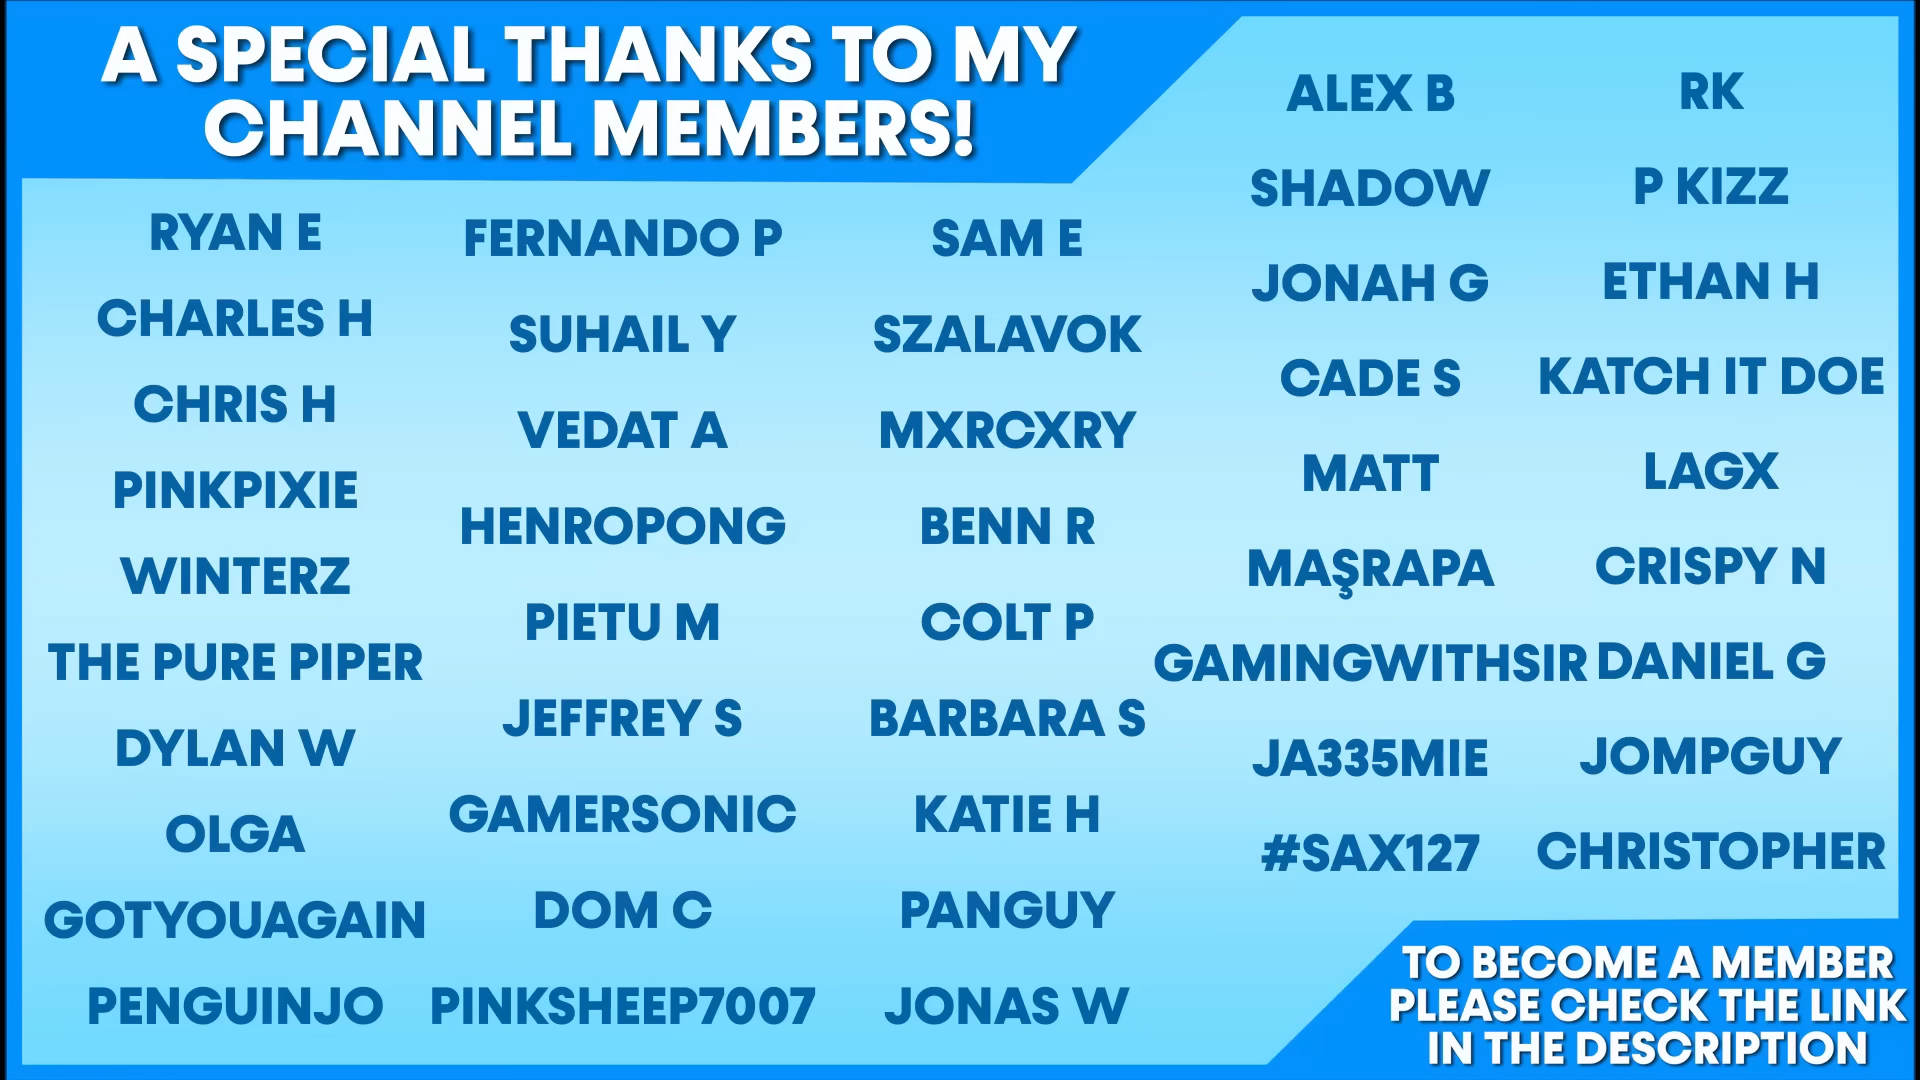 A SPECIAL THANKS TO MY
CHANNEL MEMBERS!
RYAN E
CHARLES H
CHRIS H
PINKPIXIE
WINTERZ
THE PURE PIPER
DYLAN W
OLGA
GOTYOUAGAIN
PENGUINJO
FERNANDO P
SUHAIL Y
VEDAT A
HENROPONG
PIETU M
JEFFREY S
GAMERSONIC
DOM C
PINKSHEEP7007
SAM E
SZALAVOK
MXRCXRY
BENN R
COLT P
BARBARA S
KATIE H
PANGUY
JONAS W
ALEX B
SHADOW
JONAH G
CADE S
MATT
MAŞRAPA
GAMINGWITHSIR
JA335MIE
#SAX127
RK
P KIZZ
ETHAN H
KATCH IT DOE
LAGX
CRISPY N
DANIEL G
JOMPGUY
CHRISTOPHER
TO BECOME A MEMBER
PLEASE CHECK THE LINK
IN THE DESCRIPTION